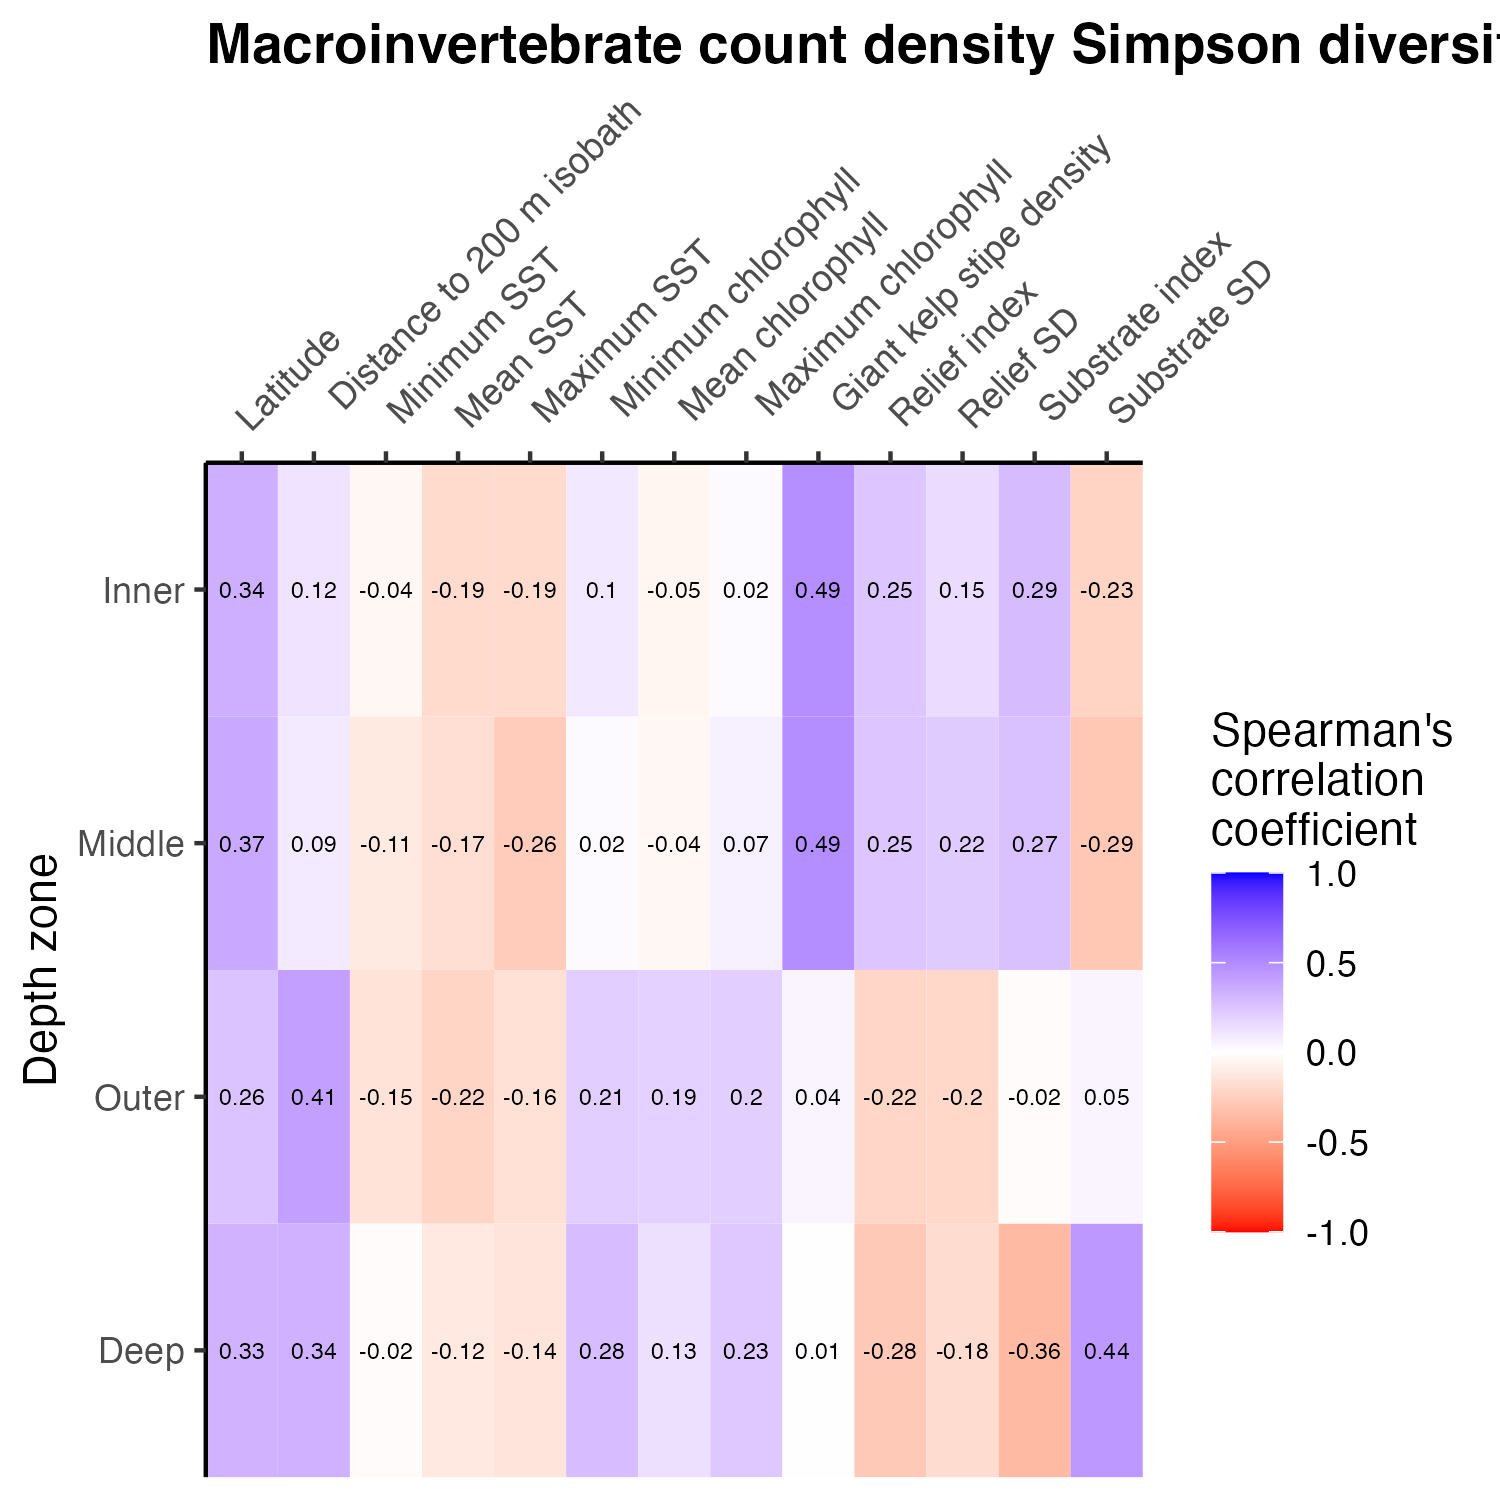 Macroinvertebrate count density Simpson diversi
Latitude
Distance to 200 m isobath
Minimum SST
Mean SST
Maximum SST
Minimum chlorophyll
Mean chlorophyll
Maximum chlorophyll
Giant kelp stipe density
Relief index
Relief SD
Substrate index
Substrate SD
Inner 0.34 0.12 -0.04 -0.19 -0.19 0.1 -0.05 0.02 0.49 0.25 0.15 0.29 -0.23
Middle 0.37 0.09 -0.11 -0.17 -0.26 0.02 -0.04 0.07 0.49 0.25 0.22 0.27 -0.29
Outer 0.26 0.41 -0.15 -0.22 -0.16 0.21 0.19 0.2 0.04 -0.22 -0.2 -0.02 0.05
Deep 0.33 0.34 -0.02 -0.12 -0.14 0.28 0.13 0.23 0.01 -0.28 -0.18 -0.36 0.44
Depth zone
Spearman's
correlation
coefficient
1.0
0.5
0.0
-0.5
-1.0